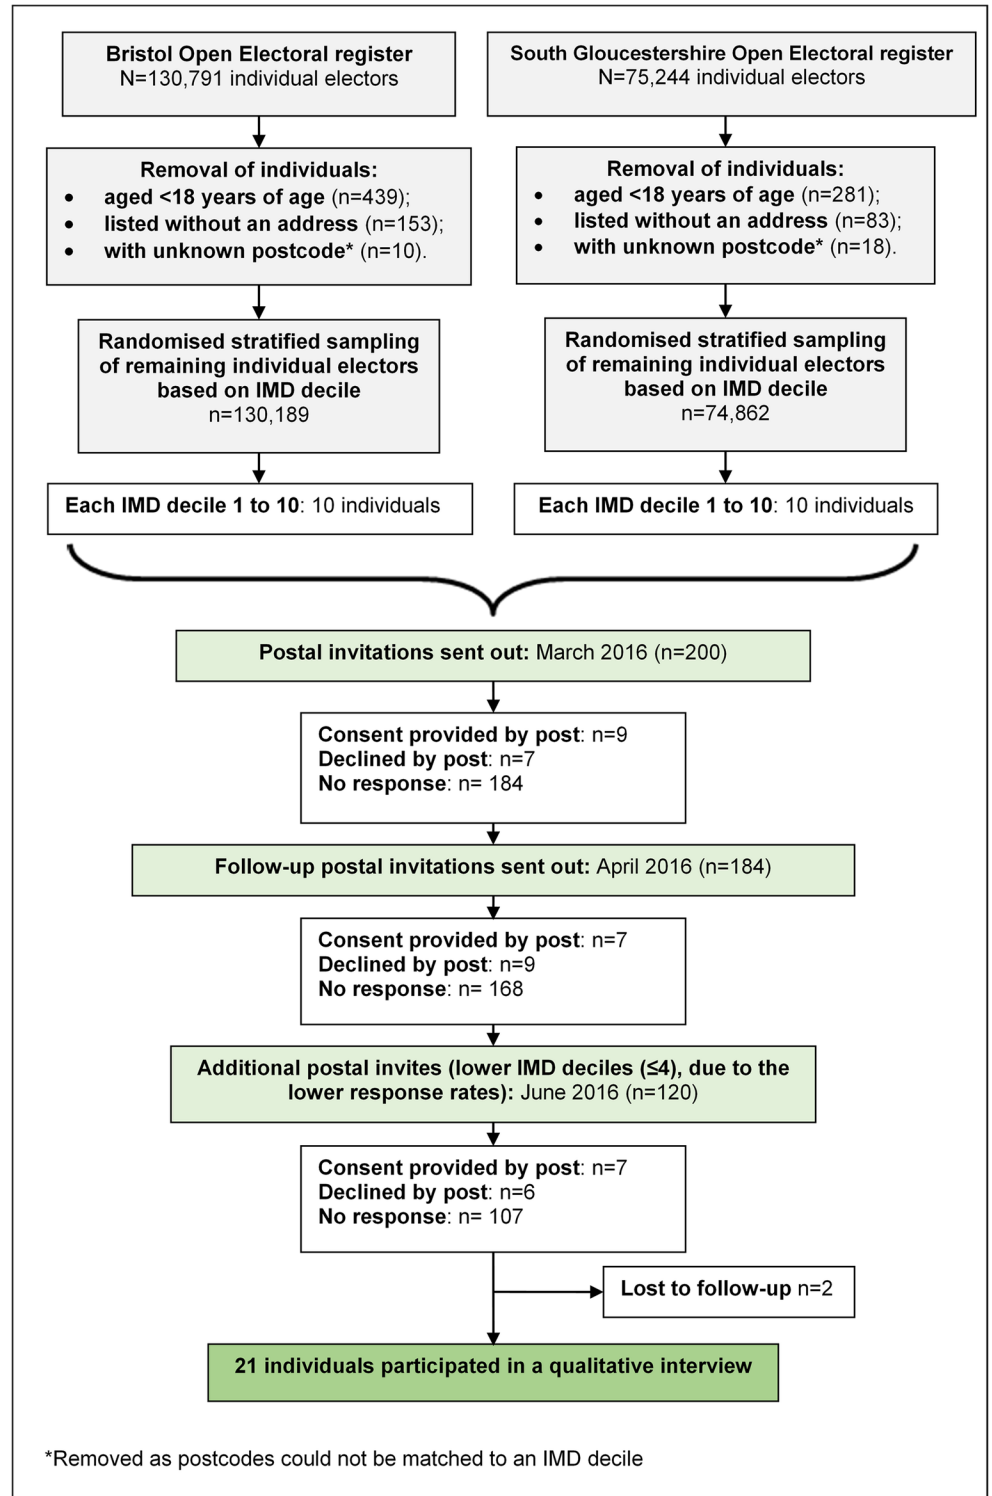 Bristol Open Electoral register
N=130,791 individual electors
South Gloucestershire Open Electoral register
N=75,244 individual electors
Removal of individuals:
• aged <18 years of age (n=439);
• listed without an address (n=153);
• with unknown postcode* (n=10).
Removal of individuals:
• aged <18 years of age (n=281);
• listed without an address (n=83);
• with unknown postcode* (n=18).
Randomised stratified sampling
of remaining individual electors
based on IMD decile
n=130,189
Randomised stratified sampling
of remaining individual electors
based on IMD decile
n=74,862
Each IMD decile 1 to 10: 10 individuals
Each IMD decile 1 to 10: 10 individuals
Postal invitations sent out: March 2016 (n=200)
Consent provided by post: n=9
Declined by post: n=7
No response: n= 184
Follow-up postal invitations sent out: April 2016 (n=184)
Consent provided by post: n=7
Declined by post: n=9
No response: n= 168
Additional postal invites (lower IMD deciles (≤4), due to the
lower response rates): June 2016 (n=120)
Consent provided by post: n=7
Declined by post: n=6
No response: n= 107
Lost to follow-up n=2
21 individuals participated in a qualitative interview
*Removed as postcodes could not be matched to an IMD decile